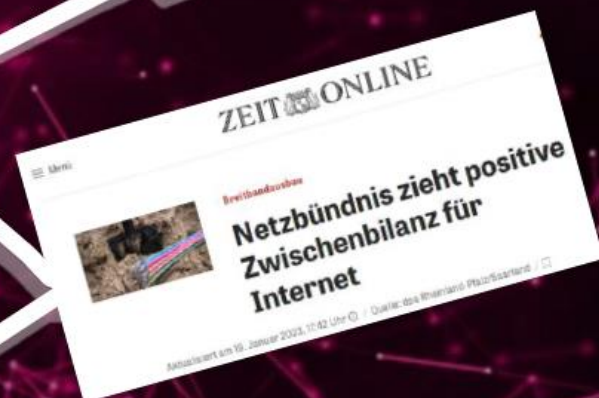 ZEIT ONLINE
Menü
Breitbandausbau
Netzbündnis zieht positive
Zwischenbilanz für
Internet
Aktualisiert am 19. Januar 2023, 17:42 Uhr / Quelle: dpa Rheinland-Pfalz/Saarland /